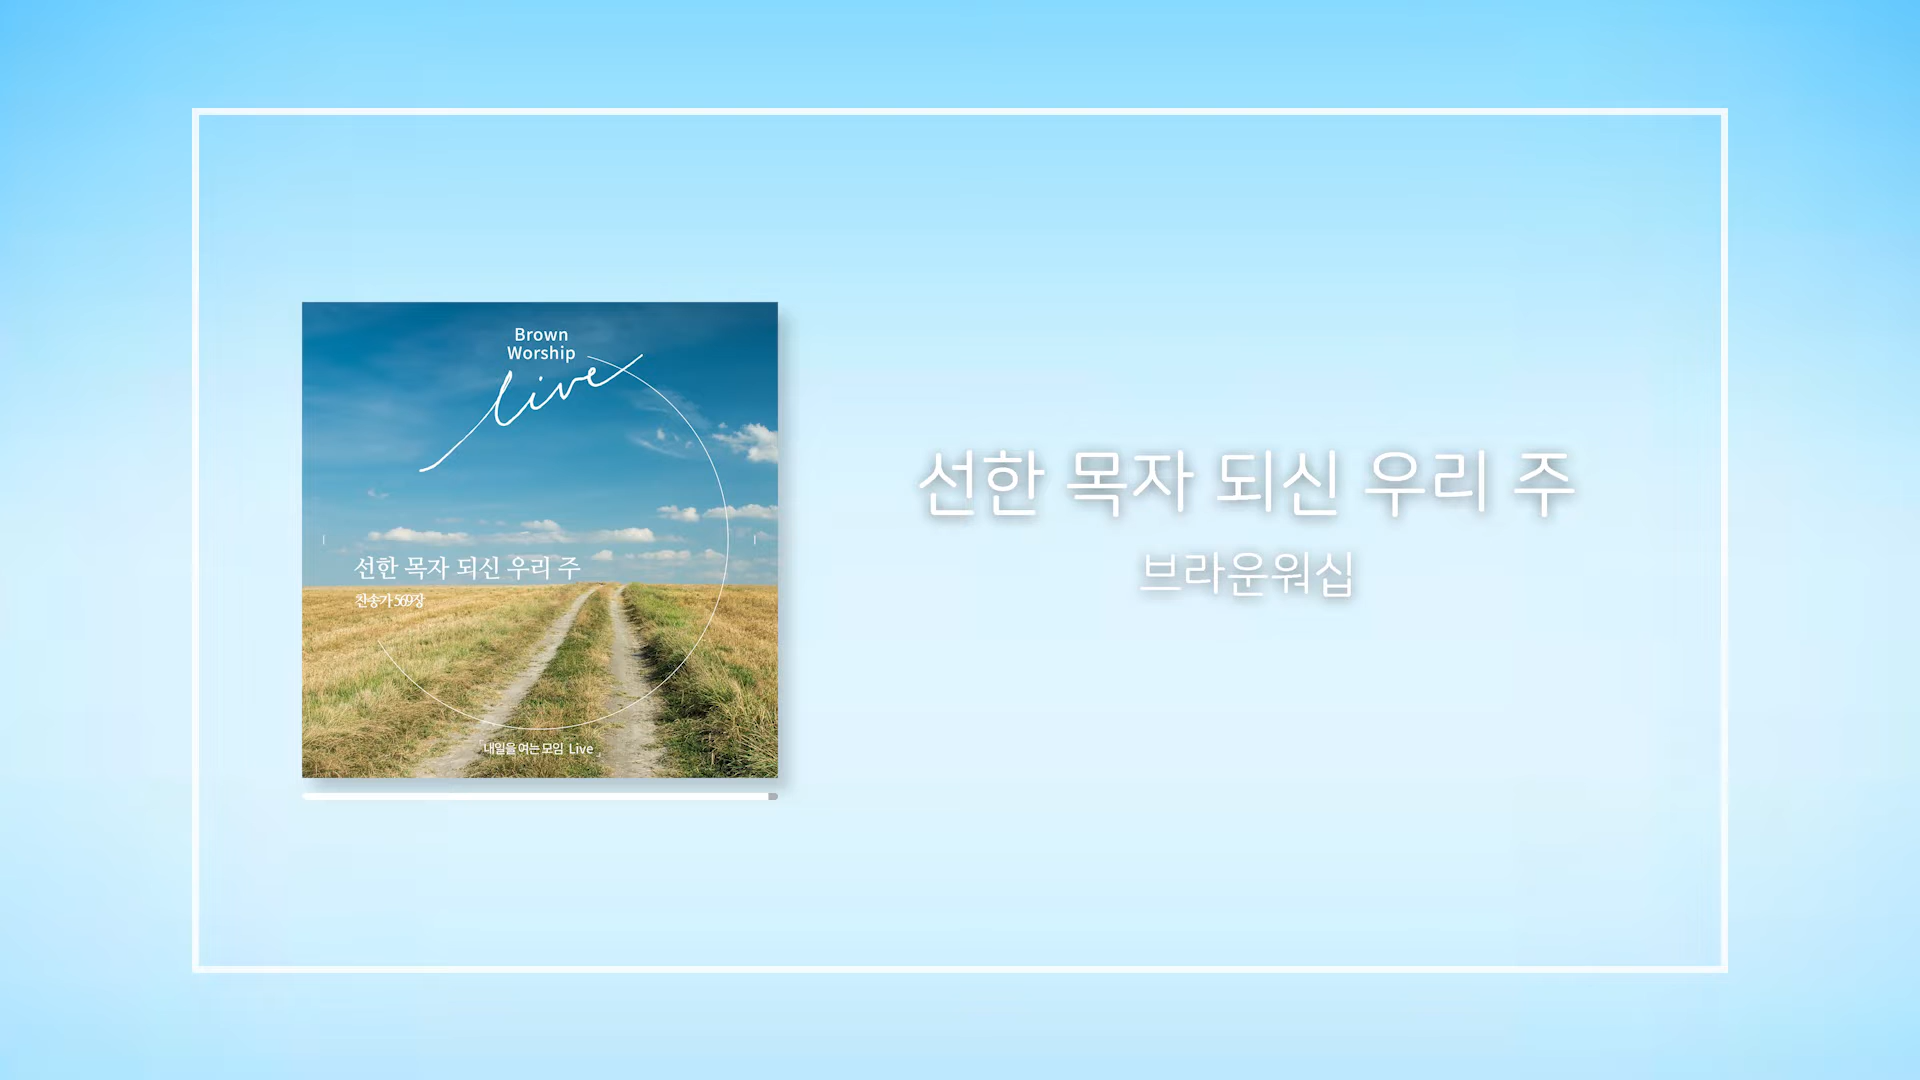 Brown
Worship
live
선한 목자 되신 우리 주
찬송가 569장
「내일을 여는 모임 Live」
선한 목자 되신 우리 주
브라운워십